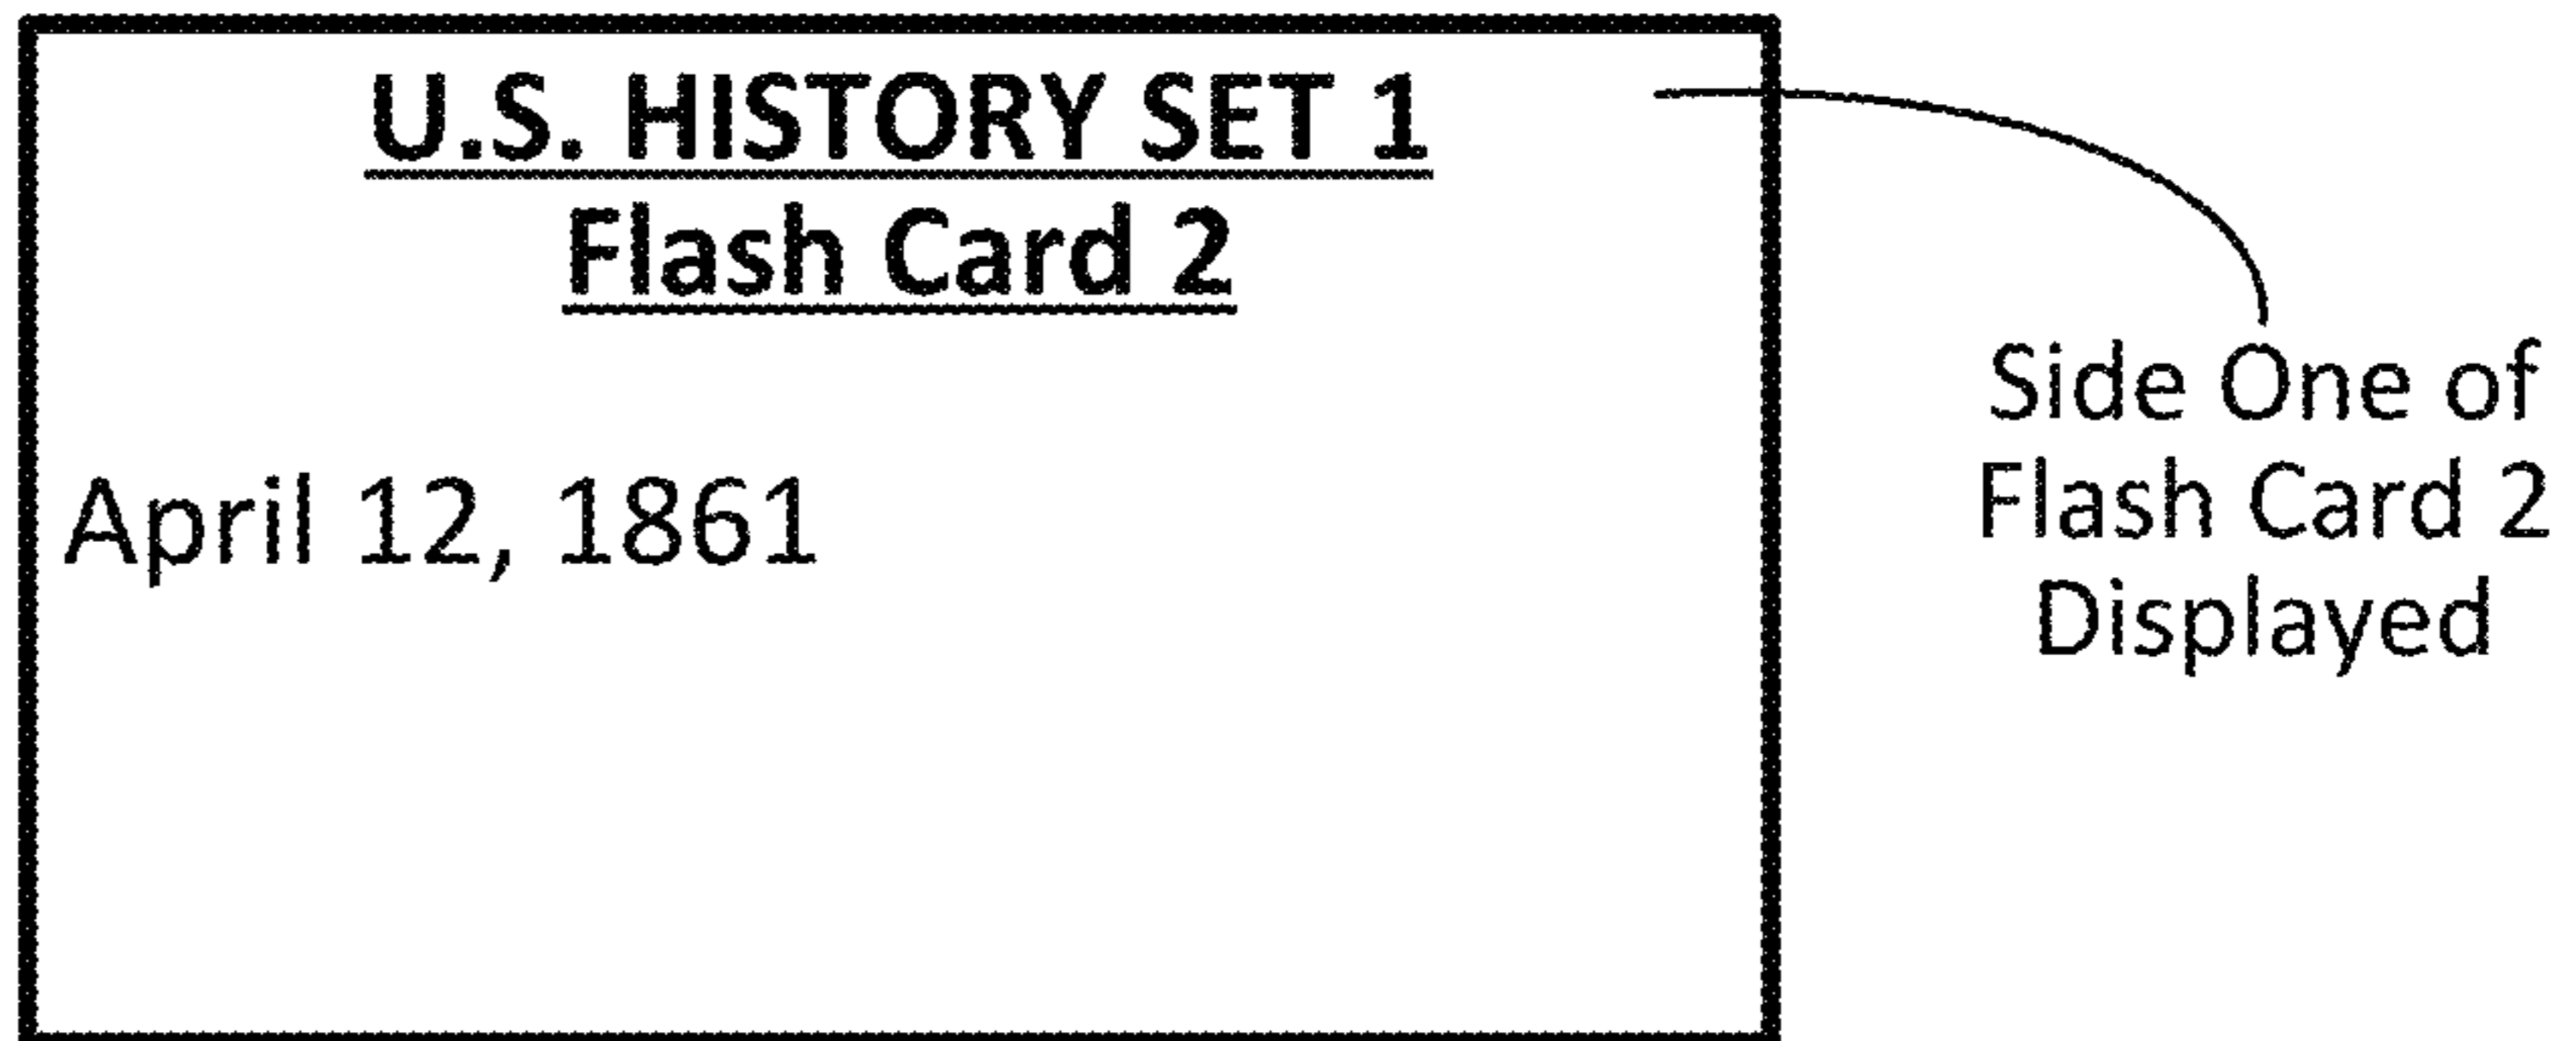 U.S. HISTORY SET 1
Flash Card 2
April 12, 1861
Side One of
Flash Card 2
Displayed